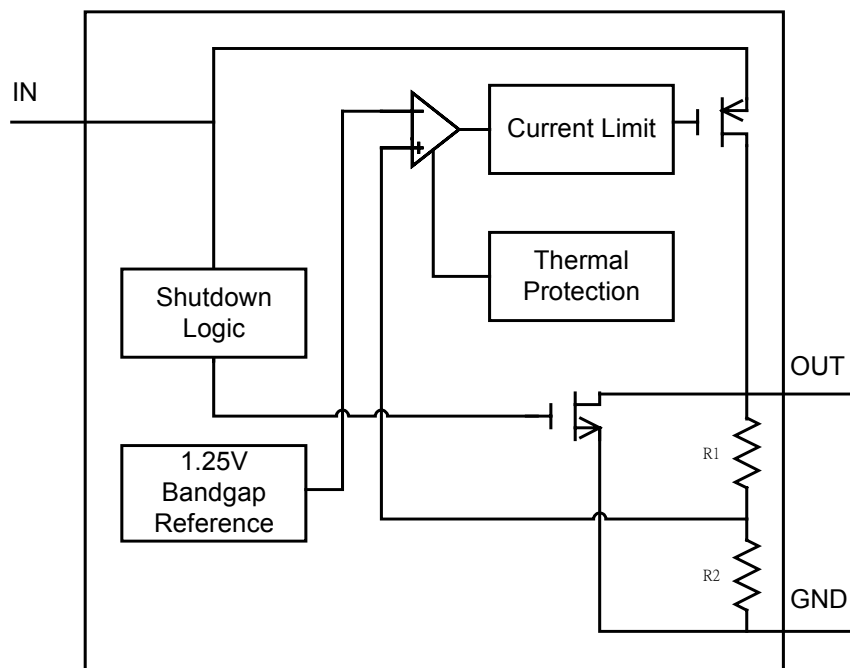 IN
Current Limit
Thermal
Protection
Shutdown
Logic
OUT
R1
1.25V
Bandgap
Reference
R2
GND